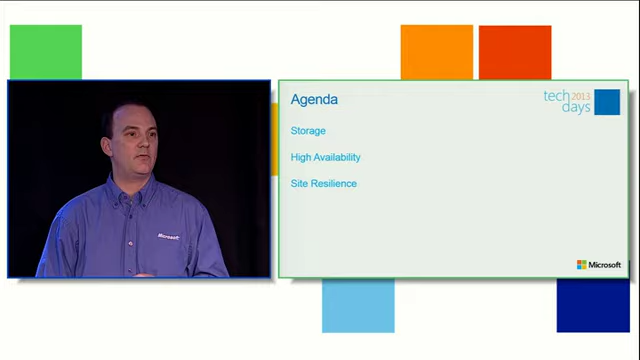 Agenda
tech 2013
days
Storage
High Availability
Site Resilience
Microsoft
Microsoft